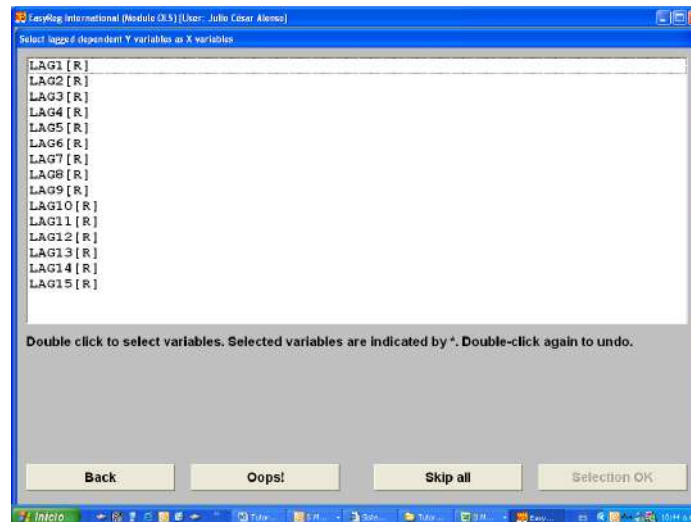 EasyReg International (Module OLS) [User: Julio César Alonso]
Select lagged dependent Y variables as X variables
LAG1[R]
LAG2[R]
LAG3[R]
LAG4[R]
LAG5[R]
LAG6[R]
LAG7[R]
LAG8[R]
LAG9[R]
LAG10[R]
LAG11[R]
LAG12[R]
LAG13[R]
LAG14[R]
LAG15[R]
Double click to select variables. Selected variables are indicated by *. Double-click again to undo.
Back Oops! Skip all Selection OK
Inicio